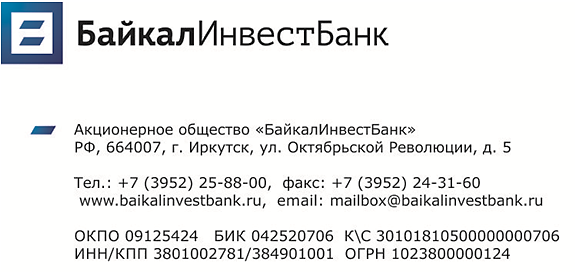 БайкалИнвестБанк
Акционерное общество «БайкалИнвестБанк»
РФ, 664007, г. Иркутск, ул. Октябрьской Революции, д. 5
Тел.: +7 (3952) 25-88-00, факс: +7 (3952) 24-31-60
www.baikalinvestbank.ru, email: mailbox@baikalinvestbank.ru
ОКПО 09125424 БИК 042520706 К\С 30101810500000000706
ИНН/КПП 3801002781/384901001 ОГРН 1023800000124